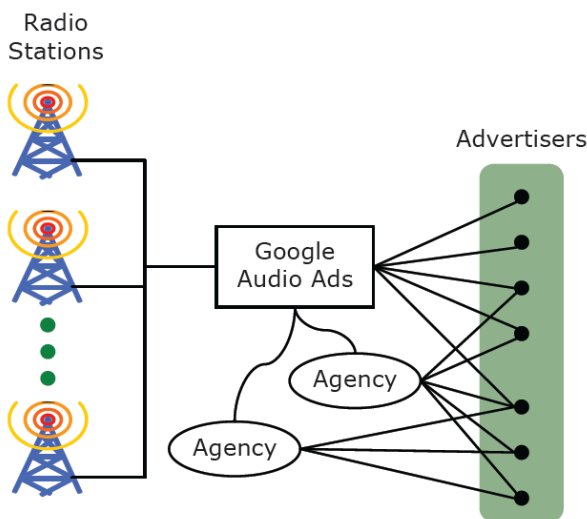 Radio
Stations
Advertisers
Google
Audio Ads
Agency
Agency